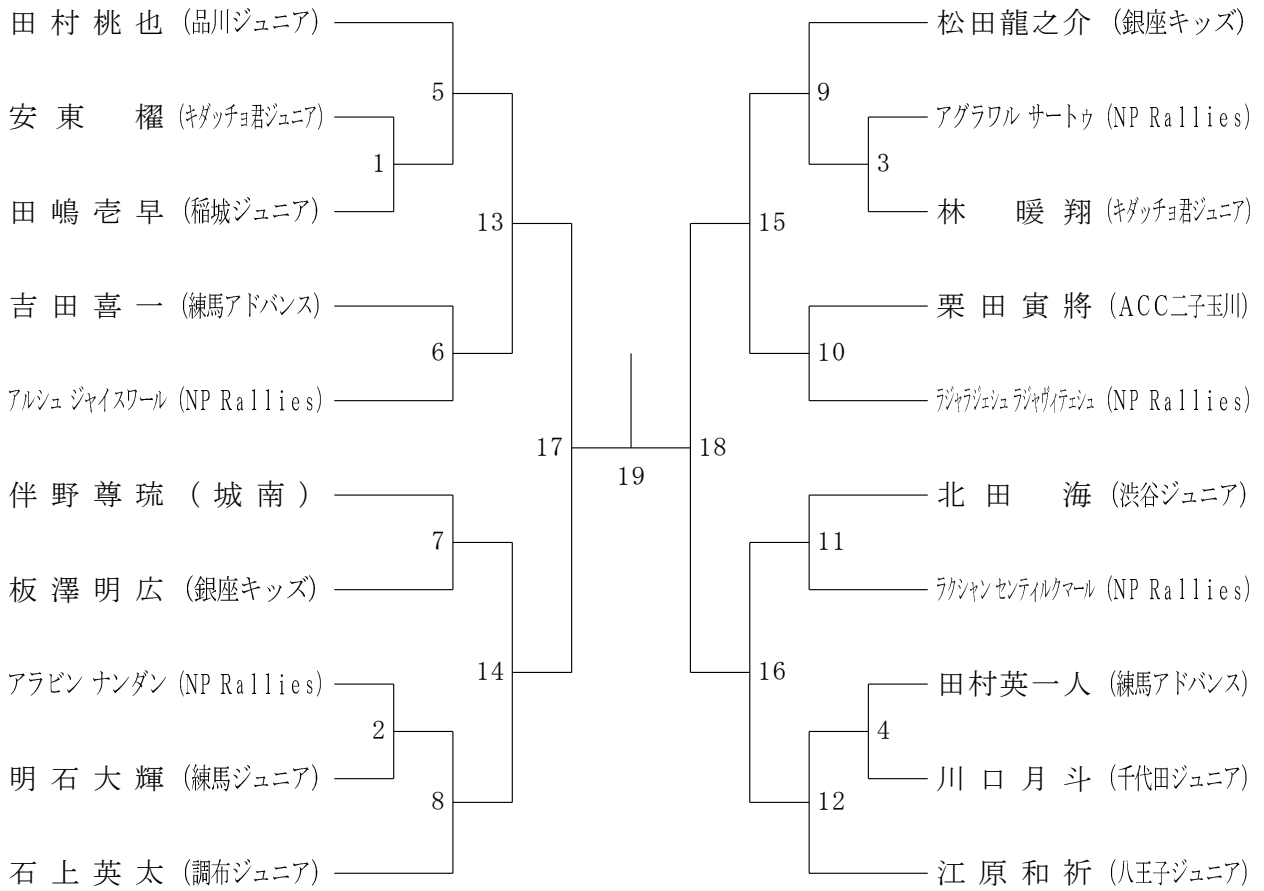 田村桃也 (品川ジュニア)
安東 櫂 (キダッチョ君ジュニア)
田嶋壱早 (稲城ジュニア)
吉田喜一 (練馬アドバンス)
アルシュ ジャイスワール (NP Rallies)
伴野尊琉 (城南)
板澤明広 (銀座キッズ)
アラビン ナンダン (NP Rallies)
明石大輝 (練馬ジュニア)
石上英太 (調布ジュニア)
1
2
5
6
7
8
13
14
17
19
18
15
16
9
10
11
12
3
4
松田龍之介 (銀座キッズ)
アグラワル サートゥ (NP Rallies)
林 暖翔 (キダッチョ君ジュニア)
栗田寅將 (ACC二子玉川)
ラジャラジェシュ ラジャヴィテェシュ (NP Rallies)
北田 海 (渋谷ジュニア)
ラクシャン センティルクマール (NP Rallies)
田村英一人 (練馬アドバンス)
川口月斗 (千代田ジュニア)
江原和祈 (八王子ジュニア)